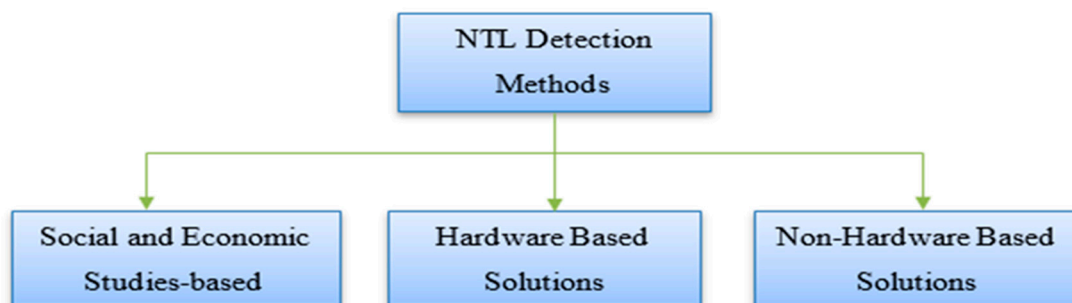 NTL Detection
Methods
Social and Economic
Studies-based
Hardware Based
Solutions
Non-Hardware Based
Solutions